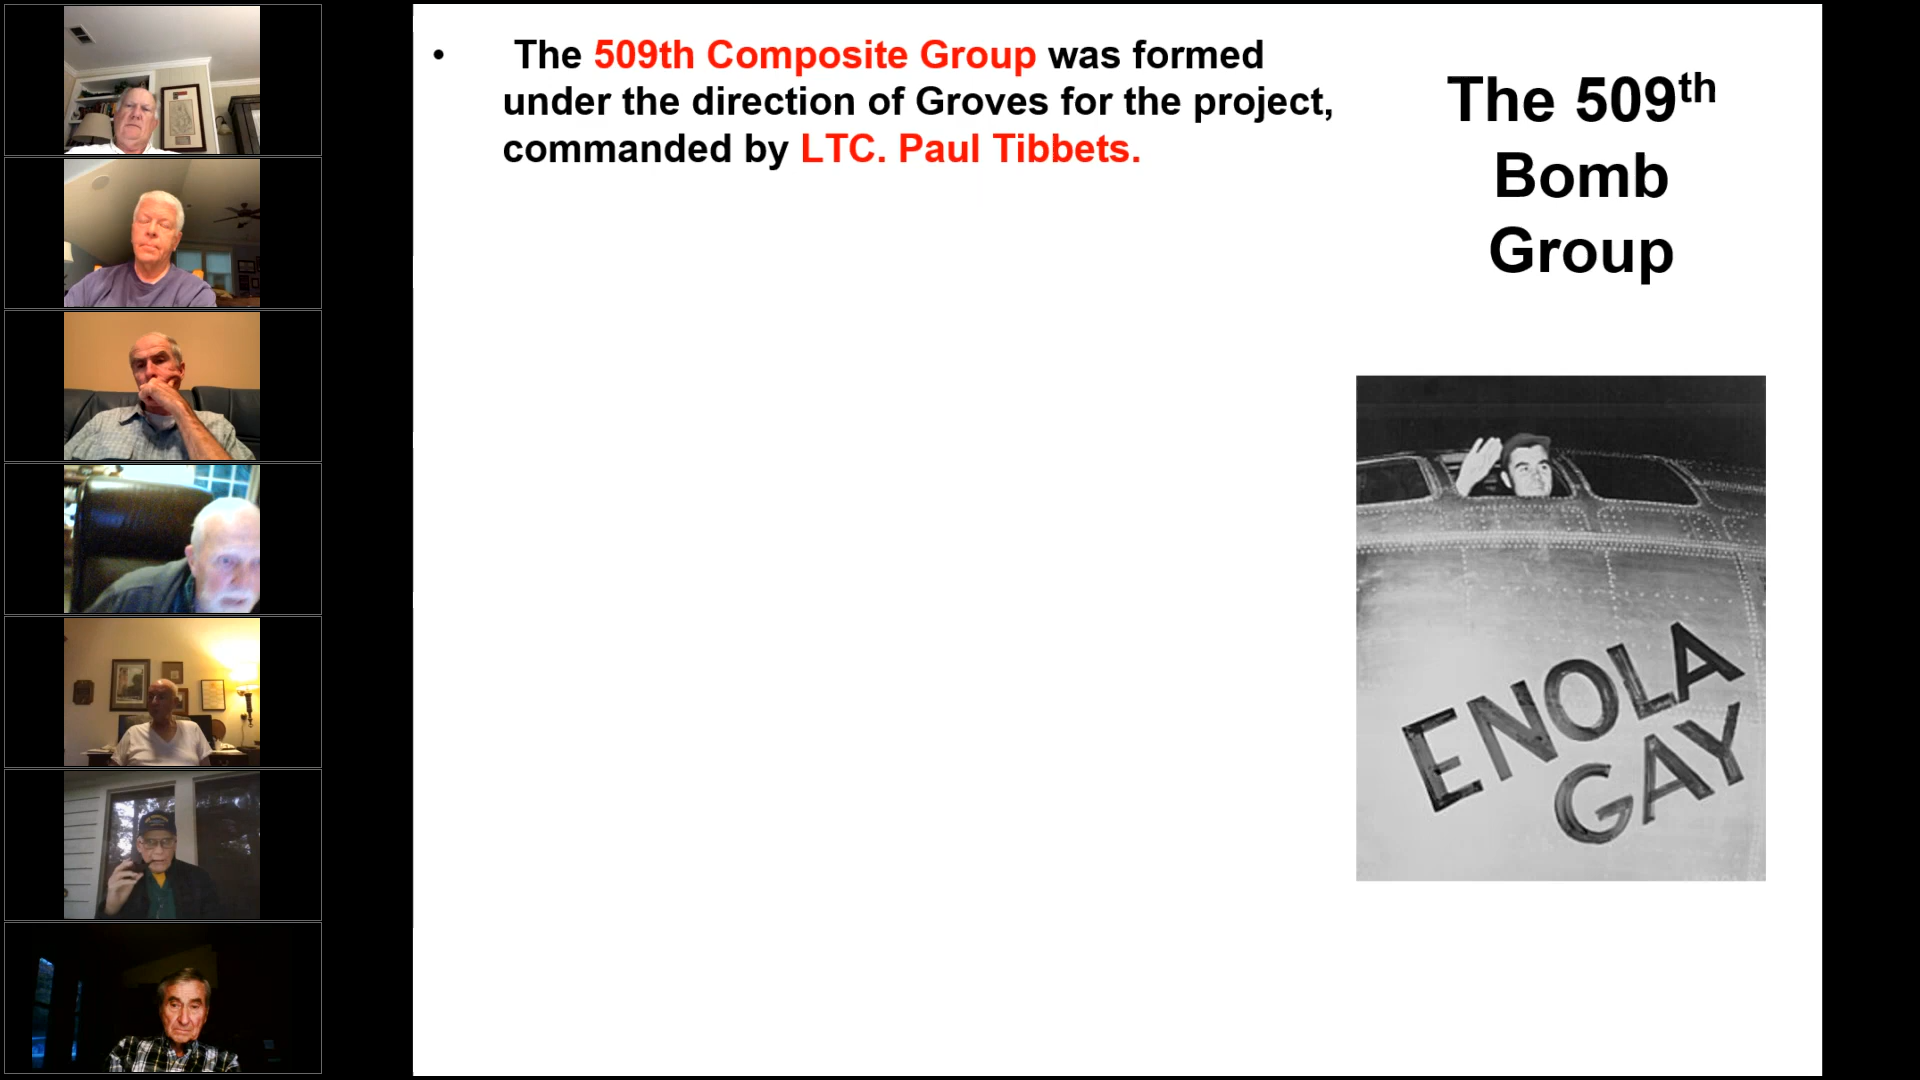 • The 509th Composite Group was formed
under the direction of Groves for the project,
commanded by LTC. Paul Tibbets.
The 509th
Bomb
Group
ENOLA
GAY